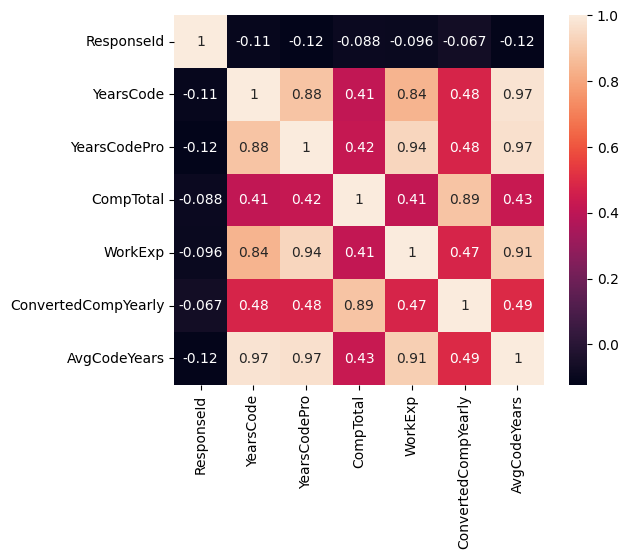 ResponseId 1 -0.11 -0.12 -0.088 -0.096 -0.067 -0.12
YearsCode -0.11 1 0.88 0.41 0.84 0.48 0.97
YearsCodePro -0.12 0.88 1 0.42 0.94 0.48 0.97
CompTotal -0.088 0.41 0.42 1 0.41 0.89 0.43
WorkExp -0.096 0.84 0.94 0.41 1 0.47 0.91
ConvertedCompYearly -0.067 0.48 0.48 0.89 0.47 1 0.49
AvgCodeYears -0.12 0.97 0.97 0.43 0.91 0.49 1
ResponseId
YearsCode
YearsCodePro
CompTotal
WorkExp
ConvertedCompYearly
AvgCodeYears
1.0
0.8
0.6
0.4
0.2
0.0